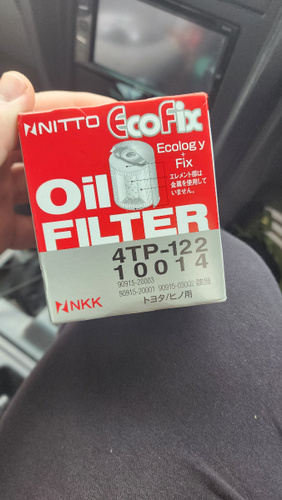 NITTO
EcoFix
Ecology
+
Fix
エレメント部は
金属を使用して
いません。
Oil
FILTER
4TP-122
10014
90915-20003
90915-20001 90915-03002 該当
NKK
トヨタ/ヒノ用